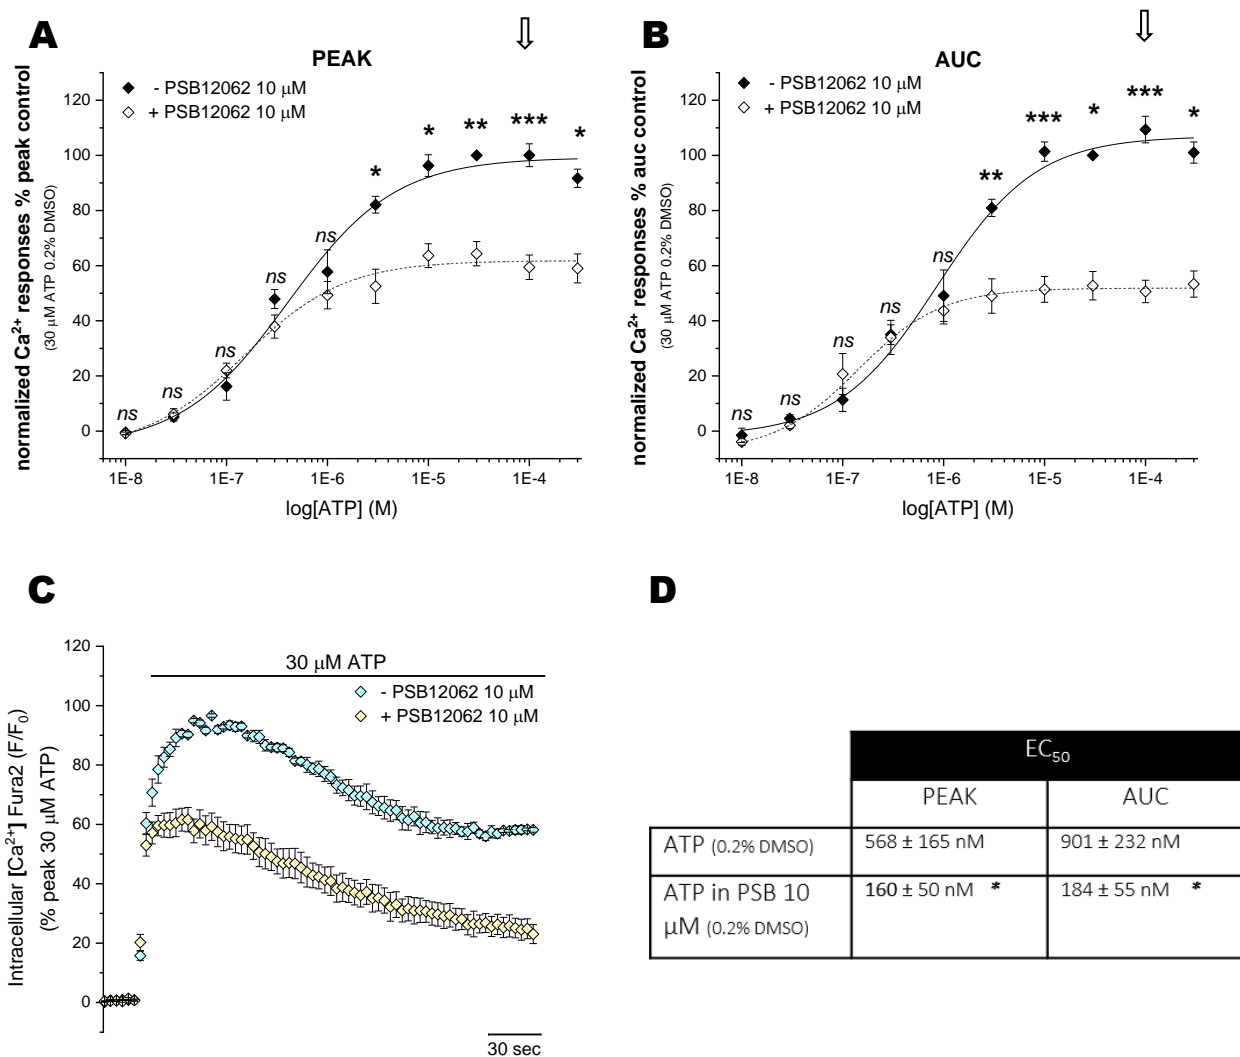 A
PEAK
- PSB12062 10 μM
+ PSB12062 10 μM
normalized Ca²⁺ responses % peak control
(30 μM ATP 0.2% DMSO)
120
100
80
60
40
20
0
ns
ns
ns
ns
ns
*
*
**
***
*
1E-8
1E-7
1E-6
1E-5
1E-4
log[ATP] (M)
B
AUC
- PSB12062 10 μM
+ PSB12062 10 μM
normalized Ca²⁺ responses % auc control
(30 μM ATP 0.2% DMSO)
120
100
80
60
40
20
0
ns
ns
ns
ns
ns
**
***
*
***
*
1E-8
1E-7
1E-6
1E-5
1E-4
log[ATP] (M)
C
30 μM ATP
- PSB12062 10 μM
+ PSB12062 10 μM
Intracellular [Ca²⁺] Fura2 (F/F₀)
(% peak 30 μM ATP)
120
100
80
60
40
20
0
30 sec
D
EC₅₀
PEAK AUC
ATP (0.2% DMSO) 568 ± 165 nM 901 ± 232 nM
ATP in PSB 10 160 ± 50 nM * 184 ± 55 nM *
μM (0.2% DMSO)